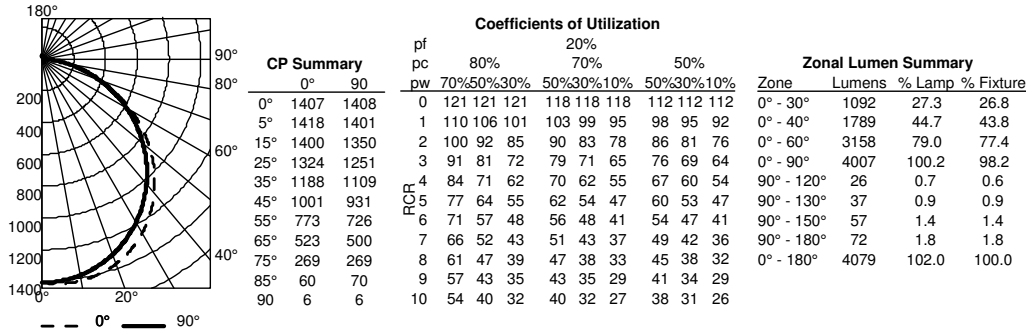 180°
90°
80°
60°
40°
200
400
600
800
1000
1200
1400
0°
20°
0° 90°
CP Summary
0° 90
0° 1407 1408
5° 1418 1401
15° 1400 1350
25° 1324 1251
35° 1188 1109
45° 1001 931
55° 773 726
65° 523 500
75° 269 269
85° 60 70
90 6 6
Coefficients of Utilization
pf 20%
pc 80% 70% 50%
pw 70%50%30% 50%30%10% 50%30%10%
RCR
0 121 121 121 118 118 118 112 112 112
1 110 106 101 103 99 95 98 95 92
2 100 92 85 90 83 78 86 81 76
3 91 81 72 79 71 65 76 69 64
4 84 71 62 70 62 55 67 60 54
5 77 64 55 62 54 47 60 53 47
6 71 57 48 56 48 41 54 47 41
7 66 52 43 51 43 37 49 42 36
8 61 47 39 47 38 33 45 38 32
9 57 43 35 43 35 29 41 34 29
10 54 40 32 40 32 27 38 31 26
Zonal Lumen Summary
Zone Lumens % Lamp % Fixture
0° - 30° 1092 27.3 26.8
0° - 40° 1789 44.7 43.8
0° - 60° 3158 79.0 77.4
0° - 90° 4007 100.2 98.2
90° - 120° 26 0.7 0.6
90° - 130° 37 0.9 0.9
90° - 150° 57 1.4 1.4
90° - 180° 72 1.8 1.8
0° - 180° 4079 102.0 100.0